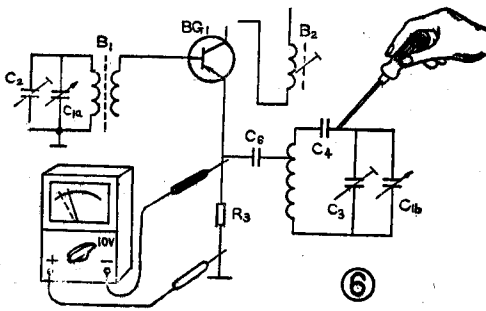 B₁
BG₁
B₂
C₂
C₁ₐ
C₆
C₄
C₃
C₁b
R₃
10V
+
−
⑥